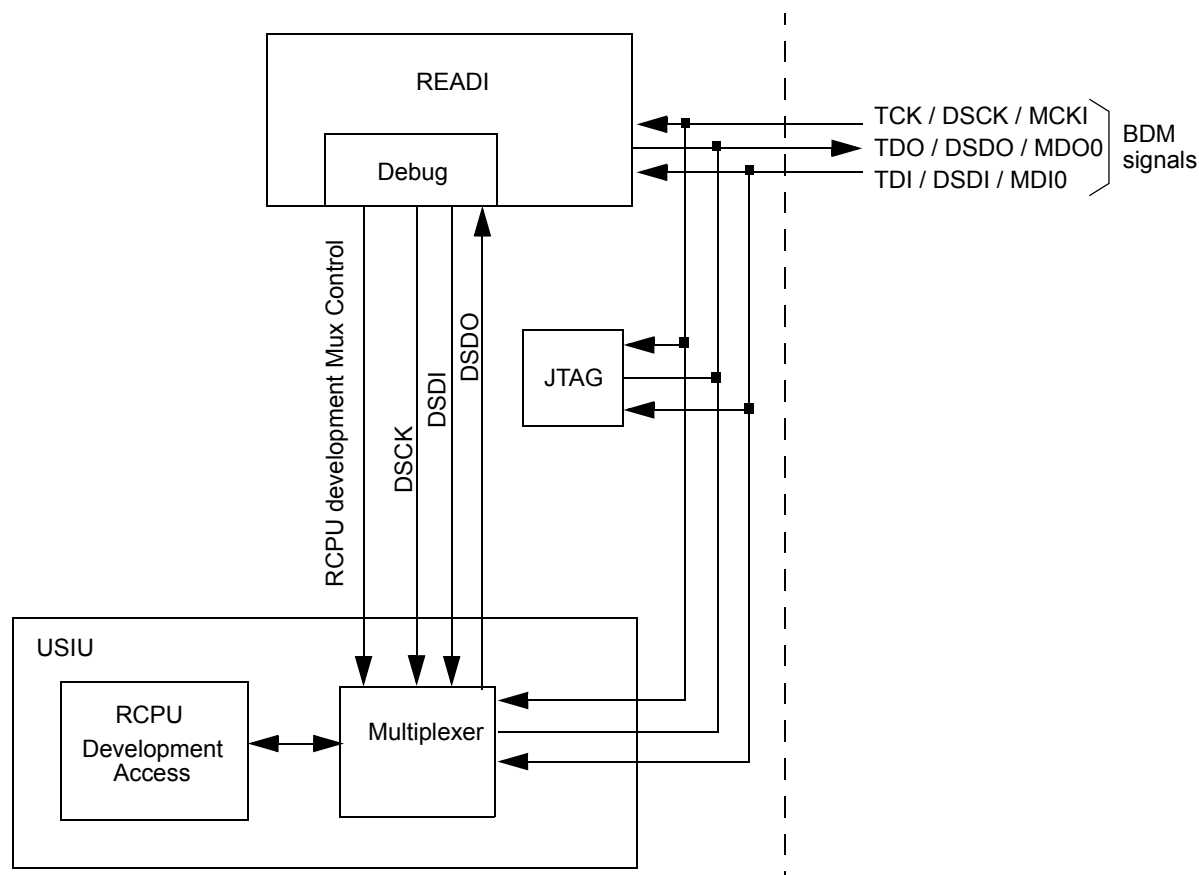 READI
Debug
TCK / DSCK / MCKI
TDO / DSDO / MDO0
TDI / DSDI / MDI0
BDM
signals
RCPU development Mux Control
DSCK
DSDI
DSDO
JTAG
USIU
RCPU
Development
Access
Multiplexer